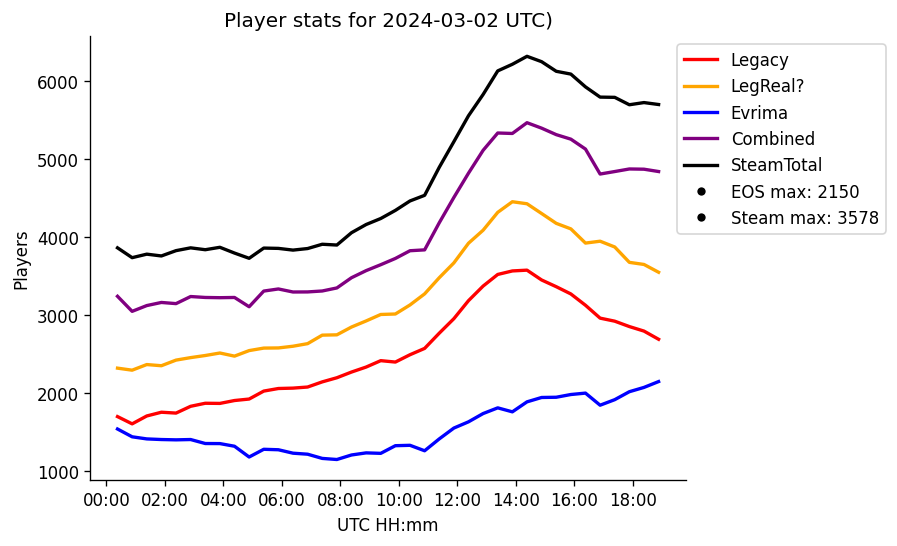 Player stats for 2024-03-02 UTC)
Legacy
LegReal?
Evrima
Combined
SteamTotal
EOS max: 2150
Steam max: 3578
Players
6000
5000
4000
3000
2000
1000
00:00 02:00 04:00 06:00 08:00 10:00 12:00 14:00 16:00 18:00
UTC HH:mm